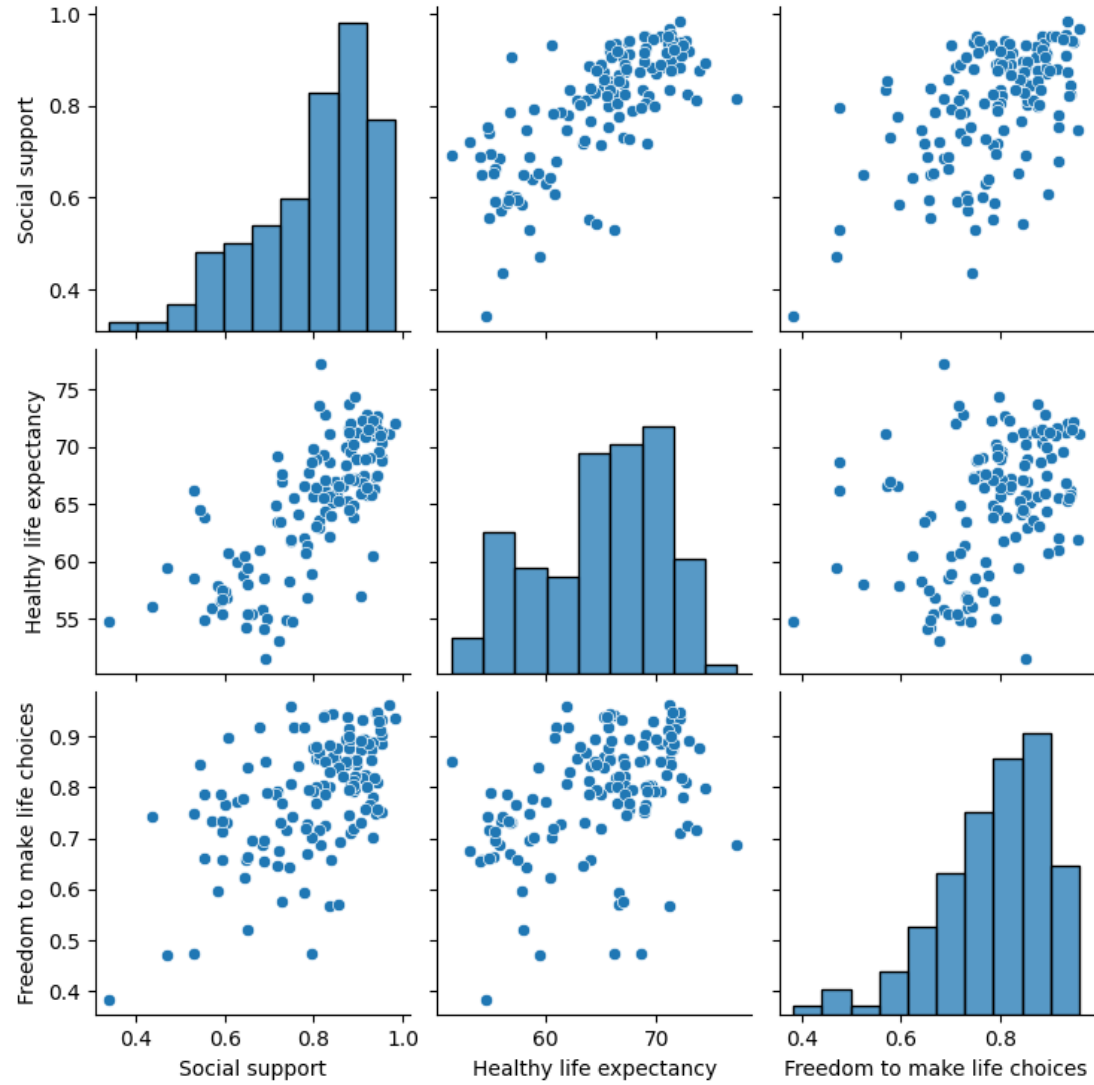 Social support
1.0
0.8
0.6
0.4
Healthy life expectancy
75
70
65
60
55
Freedom to make life choices
0.9
0.8
0.7
0.6
0.5
0.4
0.4 0.6 0.8 1.0
60 70
0.4 0.6 0.8
Social support
Healthy life expectancy
Freedom to make life choices